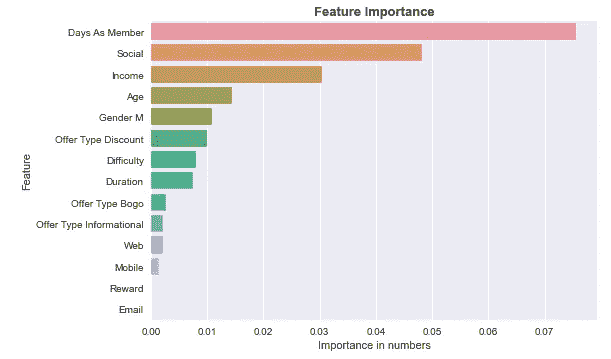 Feature Importance
Days As Member
Social
Income
Age
Gender M
Offer Type Discount
Difficulty
Duration
Offer Type Bogo
Offer Type Informational
Web
Mobile
Reward
Email
Feature
0.00 0.01 0.02 0.03 0.04 0.05 0.06 0.07
Importance in numbers